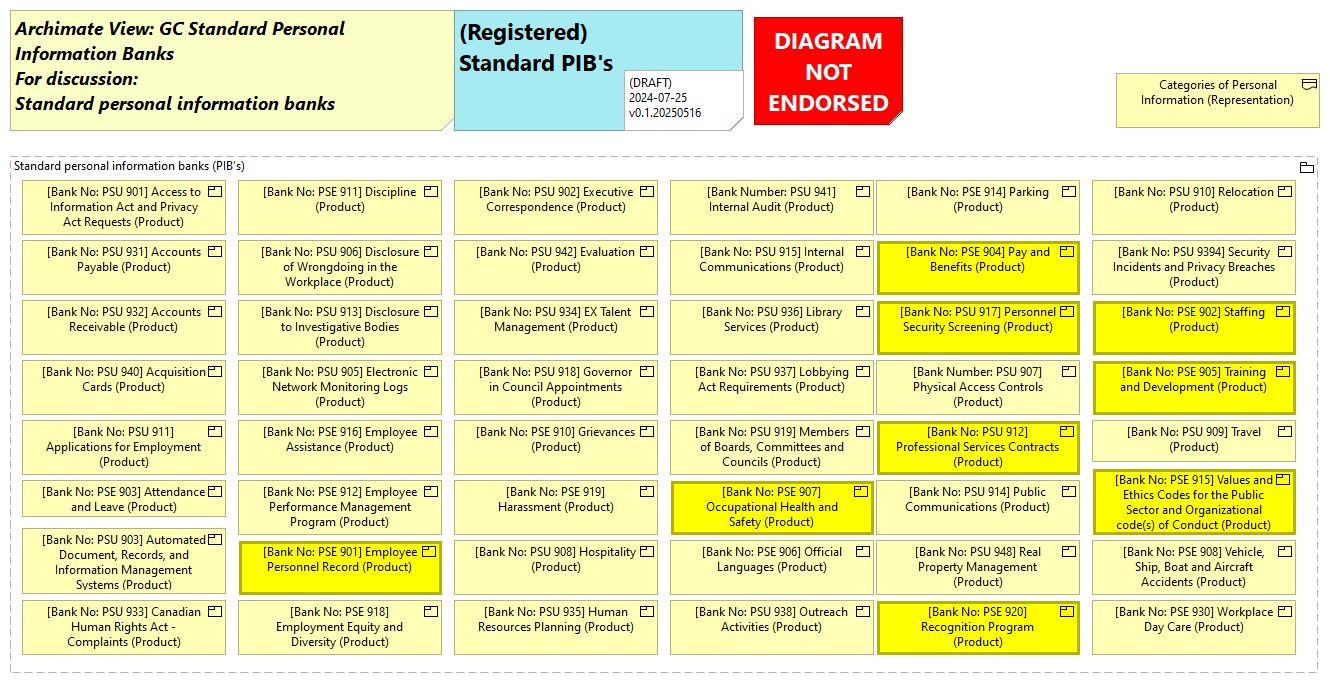 Archimate View: GC Standard Personal
Information Banks
For discussion:
Standard personal information banks
(Registered)
Standard PIB's
(DRAFT)
2024-07-25
v0.1.20250516
DIAGRAM
NOT
ENDORSED
Categories of Personal
Information (Representation)
Standard personal information banks (PIB's)
[Bank No: PSU 901] Access to
Information Act and Privacy
Act Requests (Product)
[Bank No: PSE 911] Discipline
(Product)
[Bank No: PSU 902] Executive
Correspondence (Product)
[Bank Number: PSU 941]
Internal Audit (Product)
[Bank No: PSE 914] Parking
(Product)
[Bank No: PSU 910] Relocation
(Product)
[Bank No: PSU 931] Accounts
Payable (Product)
[Bank No: PSU 906] Disclosure
of Wrongdoing in the
Workplace (Product)
[Bank No: PSU 942] Evaluation
(Product)
[Bank No: PSU 915] Internal
Communications (Product)
[Bank No: PSE 904] Pay and
Benefits (Product)
[Bank No: PSU 9394] Security
Incidents and Privacy Breaches
(Product)
[Bank No: PSU 932] Accounts
Receivable (Product)
[Bank No: PSU 913] Disclosure
to Investigative Bodies
(Product)
[Bank No: PSU 934] EX Talent
Management (Product)
[Bank No: PSU 936] Library
Services (Product)
[Bank No: PSU 917] Personnel
Security Screening (Product)
[Bank No: PSE 902] Staffing
(Product)
[Bank No: PSU 940] Acquisition
Cards (Product)
[Bank No: PSU 905] Electronic
Network Monitoring Logs
(Product)
[Bank No: PSU 918] Governor
in Council Appointments
(Product)
[Bank No: PSU 937] Lobbying
Act Requirements (Product)
[Bank Number: PSU 907]
Physical Access Controls
(Product)
[Bank No: PSE 905] Training
and Development (Product)
[Bank No: PSU 911]
Applications for Employment
(Product)
[Bank No: PSE 916] Employee
Assistance (Product)
[Bank No: PSE 910] Grievances
(Product)
[Bank No: PSU 919] Members
of Boards, Committees and
Councils (Product)
[Bank No: PSU 912]
Professional Services Contracts
(Product)
[Bank No: PSU 909] Travel
(Product)
[Bank No: PSE 903] Attendance
and Leave (Product)
[Bank No: PSE 912] Employee
Performance Management
Program (Product)
[Bank No: PSE 919]
Harassment (Product)
[Bank No: PSE 907]
Occupational Health and
Safety (Product)
[Bank No: PSU 914] Public
Communications (Product)
[Bank No: PSE 915] Values and
Ethics Codes for the Public
Sector and Organizational
code(s) of Conduct (Product)
[Bank No: PSU 903] Automated
Document, Records, and
Information Management
Systems (Product)
[Bank No: PSE 901] Employee
Personnel Record (Product)
[Bank No: PSU 908] Hospitality
(Product)
[Bank No: PSE 906] Official
Languages (Product)
[Bank No: PSU 948] Real
Property Management
(Product)
[Bank No: PSE 908] Vehicle,
Ship, Boat and Aircraft
Accidents (Product)
[Bank No: PSU 933] Canadian
Human Rights Act -
Complaints (Product)
[Bank No: PSE 918]
Employment Equity and
Diversity (Product)
[Bank No: PSU 935] Human
Resources Planning (Product)
[Bank No: PSU 938] Outreach
Activities (Product)
[Bank No: PSE 920]
Recognition Program
(Product)
[Bank No: PSE 930] Workplace
Day Care (Product)